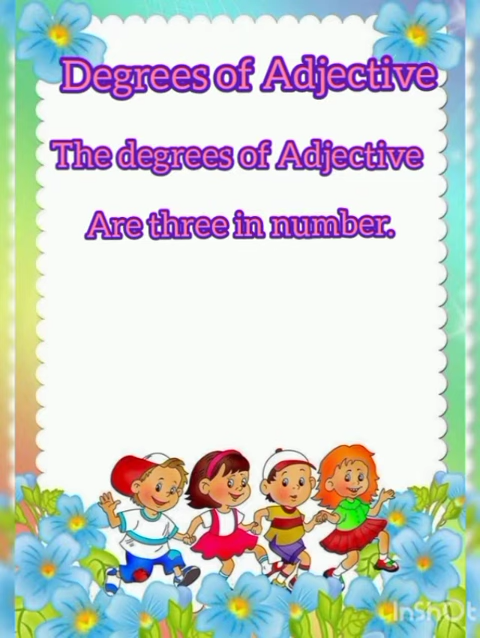 Degrees of Adjective
The degrees of Adjective
Are three in number.
InShOt